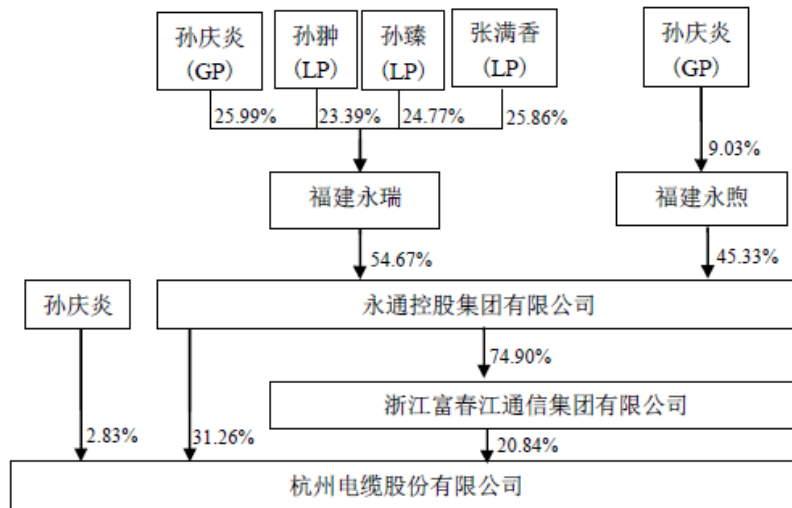 孙庆炎
(GP)
孙翀
(LP)
孙臻
(LP)
张满香
(LP)
孙庆炎
(GP)
25.99%
23.39%
24.77%
25.86%
9.03%
福建永瑞
福建永煦
54.67%
45.33%
孙庆炎
永通控股集团有限公司
74.90%
浙江富春江通信集团有限公司
2.83%
31.26%
20.84%
杭州电缆股份有限公司